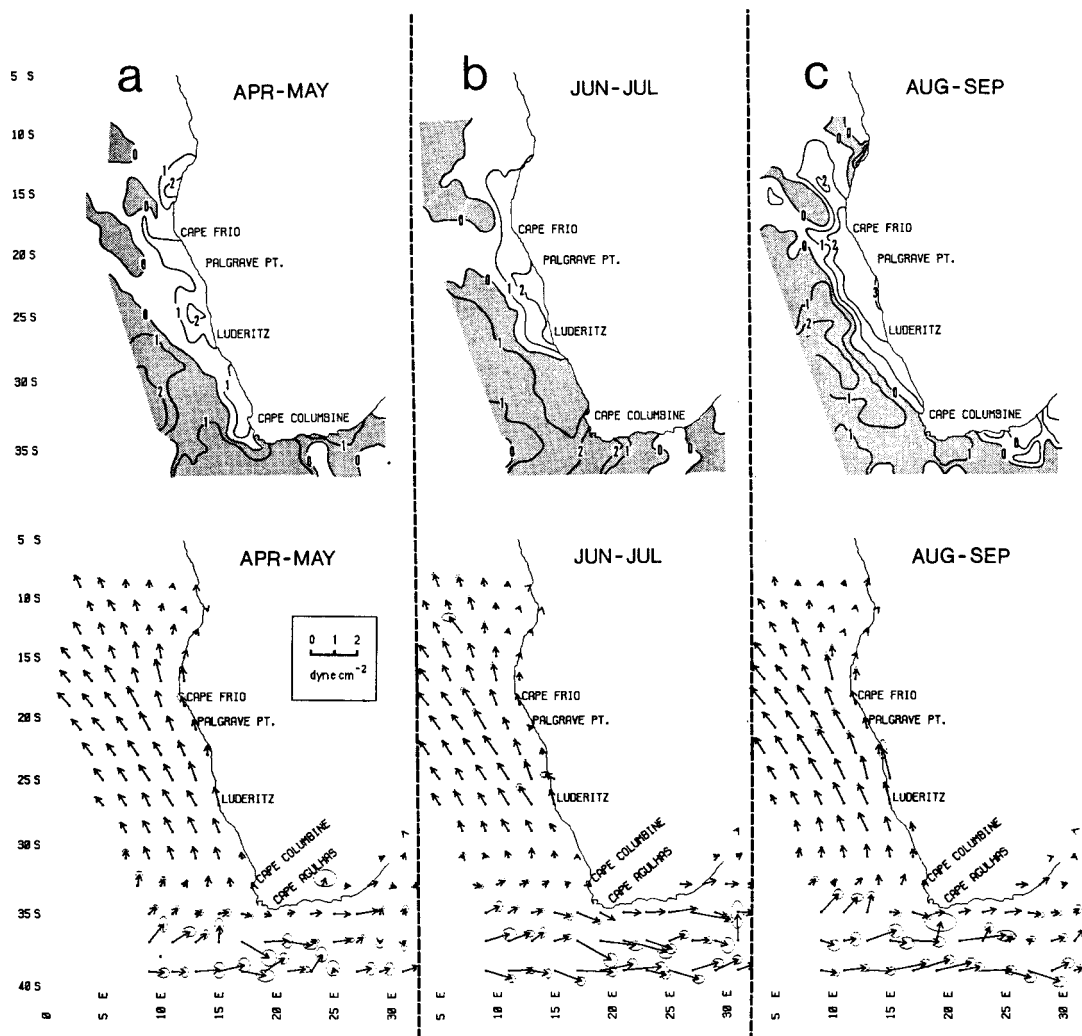 a
b
c
APR-MAY
JUN-JUL
AUG-SEP
5 S
10 S
15 S
20 S
25 S
30 S
35 S
CAPE FRIO
PALGRAVE PT.
LUDERITZ
CAPE COLUMBINE
CAPE FRIO
PALGRAVE PT.
LUDERITZ
CAPE COLUMBINE
CAPE FRIO
PALGRAVE PT.
LUDERITZ
CAPE COLUMBINE
APR-MAY
JUN-JUL
AUG-SEP
5 S
10 S
15 S
20 S
25 S
30 S
35 S
40 S
0 1 2
dyne cm⁻²
CAPE FRIO
PALGRAVE PT.
LUDERITZ
CAPE COLUMBINE
CAPE AGULHAS
CAPE FRIO
PALGRAVE PT.
LUDERITZ
CAPE COLUMBINE
CAPE AGULHAS
CAPE FRIO
PALGRAVE PT.
LUDERITZ
CAPE COLUMBINE
CAPE AGULHAS
0 5 E 10 E 15 E 20 E 25 E 30 E
5 E 10 E 15 E 20 E 25 E 30 E
5 E 10 E 15 E 20 E 25 E 30 E